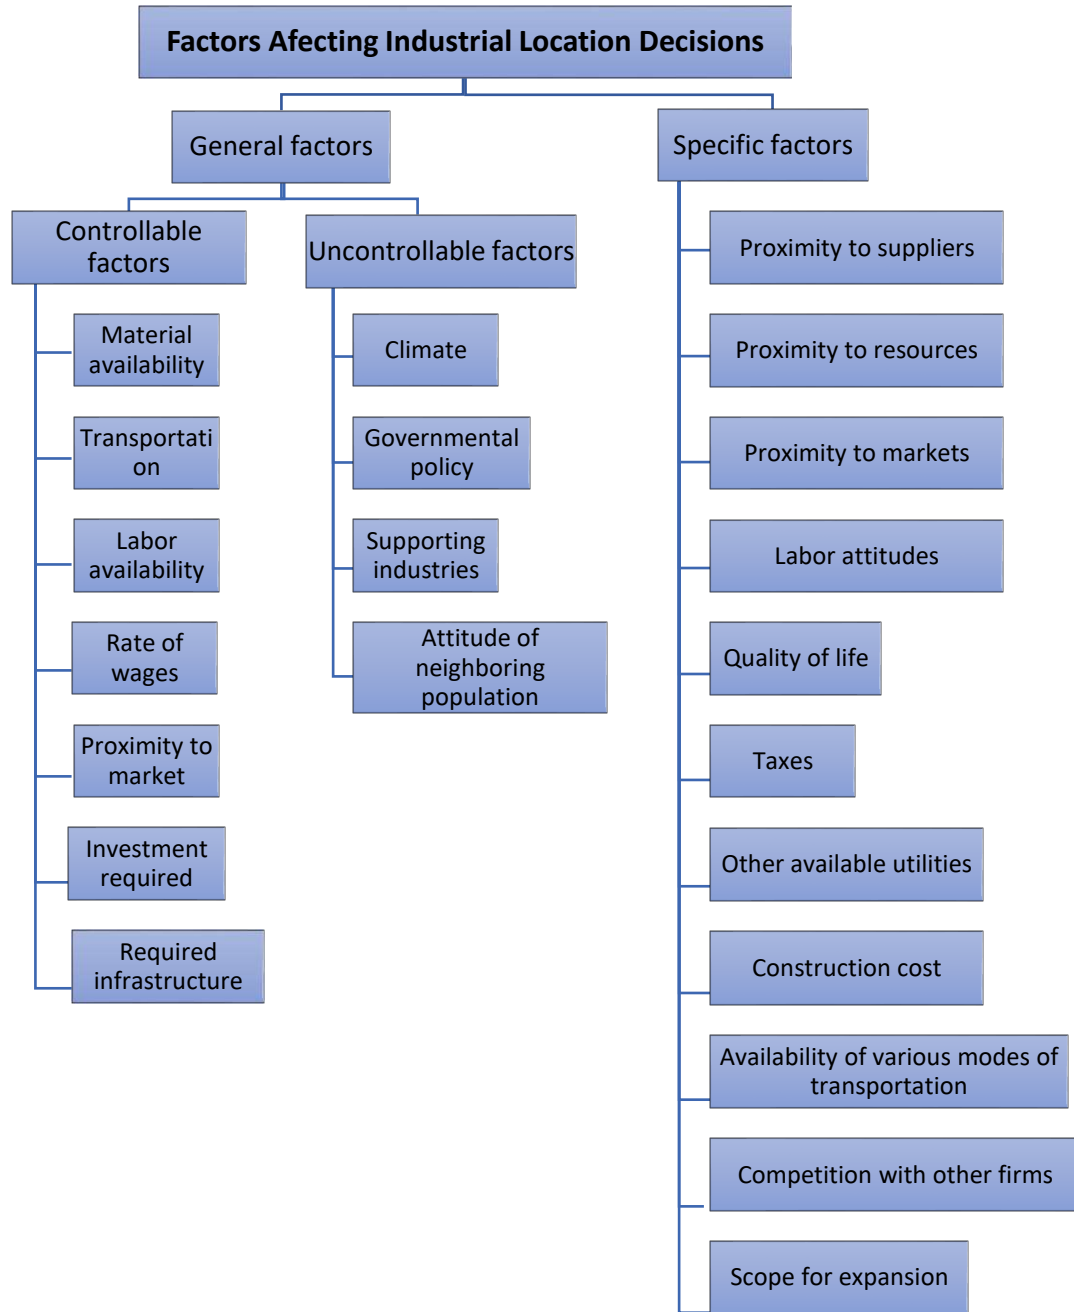 Factors Afecting Industrial Location Decisions
General factors
Specific factors
Controllable
factors
Uncontrollable factors
Material
availability
Transportati
on
Labor
availability
Rate of
wages
Proximity to
market
Investment
required
Required
infrastructure
Climate
Governmental
policy
Supporting
industries
Attitude of
neighboring
population
Proximity to suppliers
Proximity to resources
Proximity to markets
Labor attitudes
Quality of life
Taxes
Other available utilities
Construction cost
Availability of various modes of
transportation
Competition with other firms
Scope for expansion